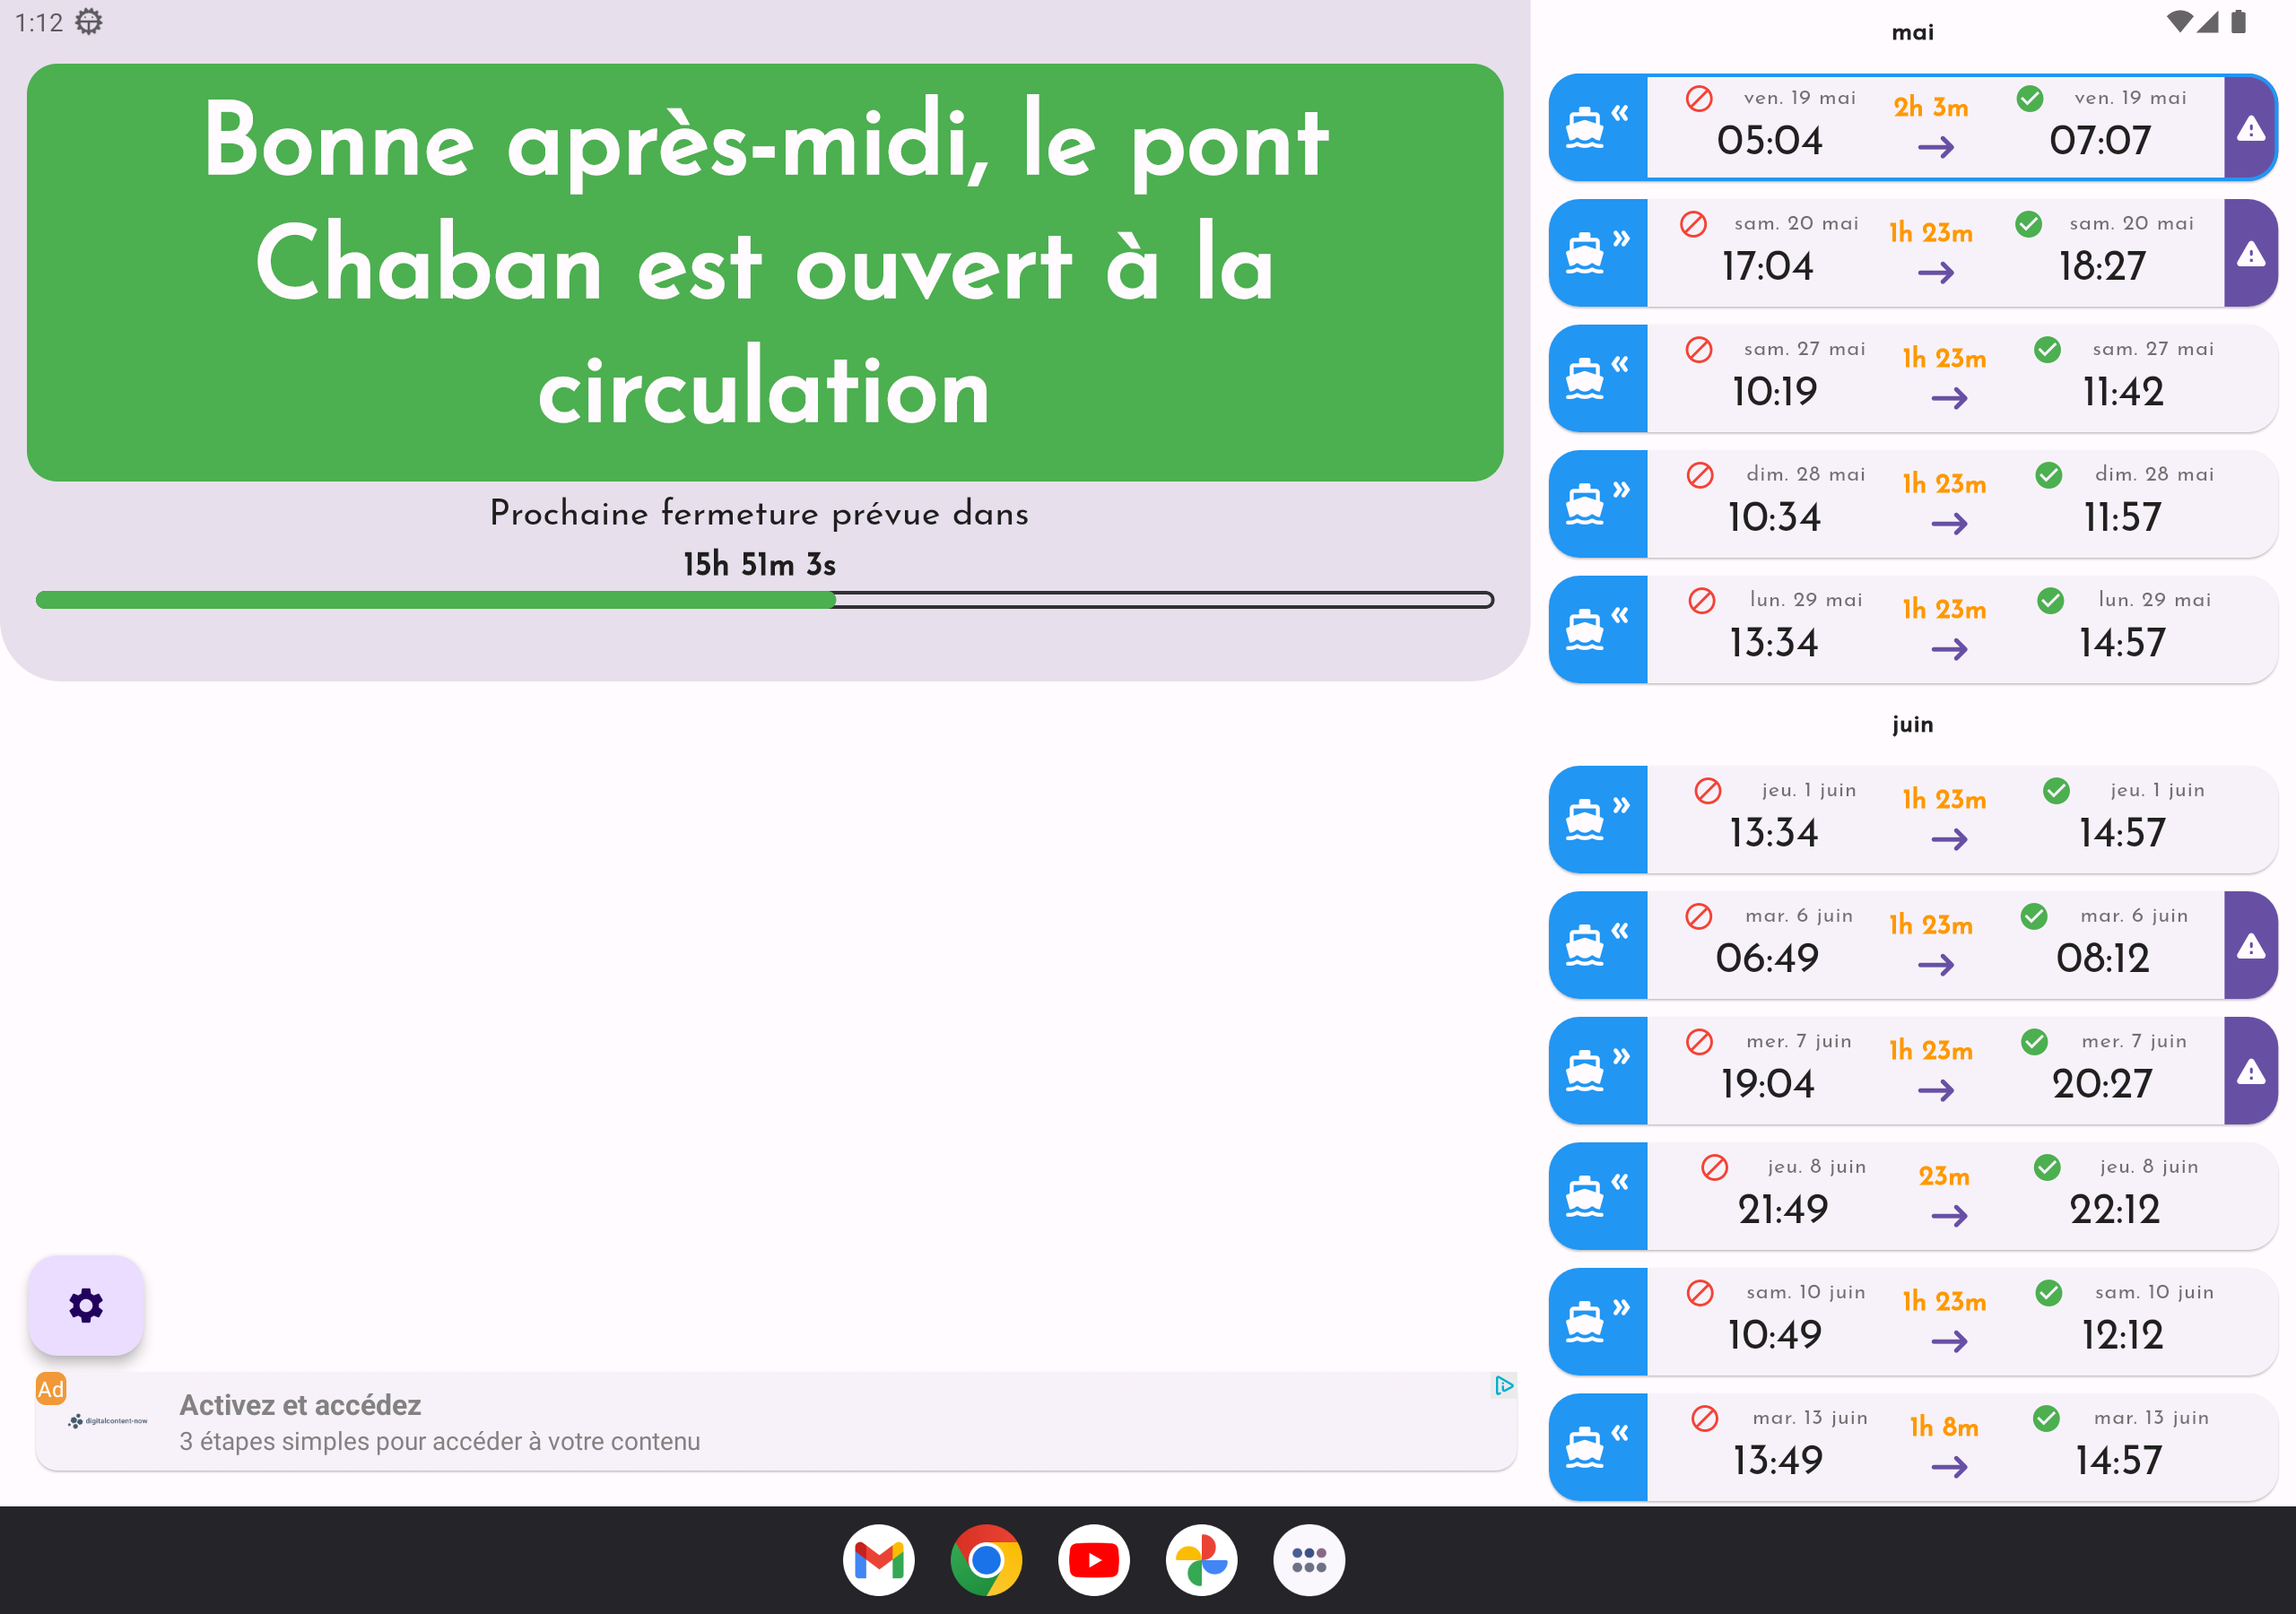 1:12
Bonne après-midi, le pont
Chaban est ouvert à la
circulation
Prochaine fermeture prévue dans
15h 51m 3s
Ad
digitalcontent-now
Activez et accédez
3 étapes simples pour accéder à votre contenu
mai
ven. 19 mai 2h 3m ven. 19 mai
05:04 07:07
sam. 20 mai 1h 23m sam. 20 mai
17:04 18:27
sam. 27 mai 1h 23m sam. 27 mai
10:19 11:42
dim. 28 mai 1h 23m dim. 28 mai
10:34 11:57
lun. 29 mai 1h 23m lun. 29 mai
13:34 14:57
juin
jeu. 1 juin 1h 23m jeu. 1 juin
13:34 14:57
mar. 6 juin 1h 23m mar. 6 juin
06:49 08:12
mer. 7 juin 1h 23m mer. 7 juin
19:04 20:27
jeu. 8 juin 23m jeu. 8 juin
21:49 22:12
sam. 10 juin 1h 23m sam. 10 juin
10:49 12:12
mar. 13 juin 1h 8m mar. 13 juin
13:49 14:57